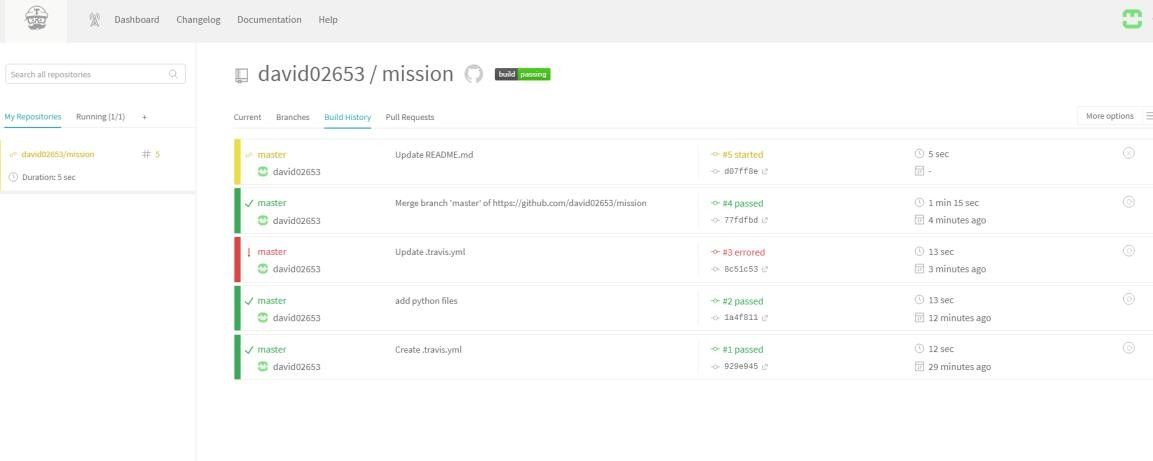 Dashboard Changelog Documentation Help
Search all repositories
david02653 / mission build passing
My Repositories Running (1/1) +
Current Branches Build History Pull Requests More options
david02653/mission # 5
Duration: 5 sec
master Update README.md #5 started 5 sec
david02653 d07ff8e -
master Merge branch 'master' of https://github.com/david02653/mission #4 passed 1 min 15 sec
david02653 77fdfbd 4 minutes ago
master Update .travis.yml #3 errored 13 sec
david02653 8c51c53 3 minutes ago
master add python files #2 passed 13 sec
david02653 1a4f811 12 minutes ago
master Create .travis.yml #1 passed 12 sec
david02653 929e945 29 minutes ago